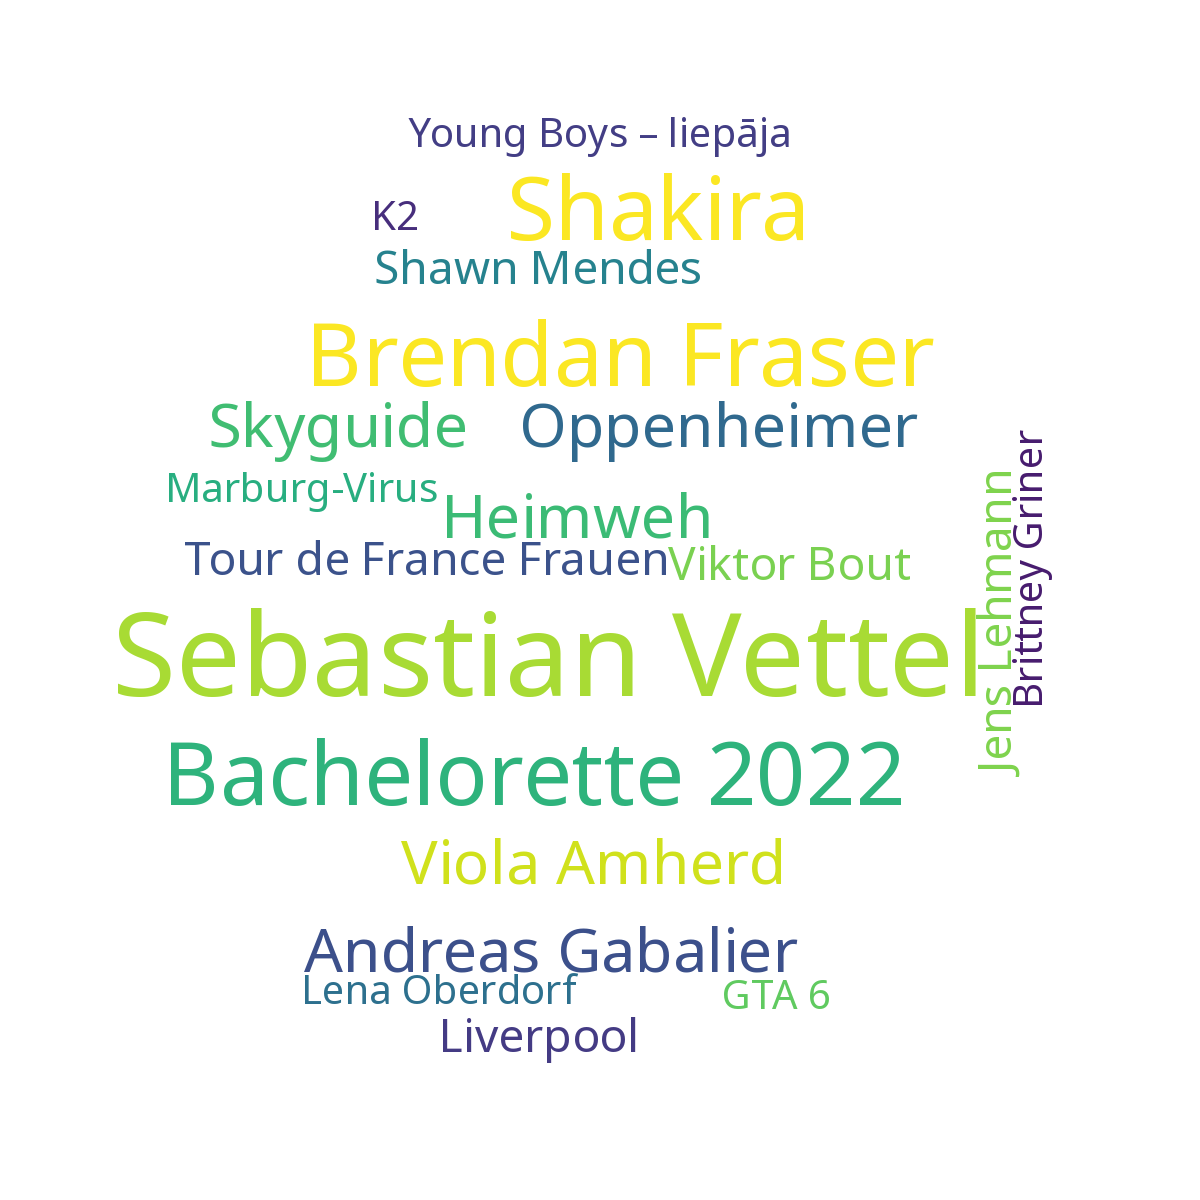 Young Boys – liepāja
Shakira
K2
Shawn Mendes
Brendan Fraser
Skyguide
Oppenheimer
Marburg-Virus
Heimweh
Tour de France Frauen
Viktor Bout
Jens Lehmann
Brittney Griner
Sebastian Vettel
Bachelorette 2022
Viola Amherd
Andreas Gabalier
Lena Oberdorf
GTA 6
Liverpool